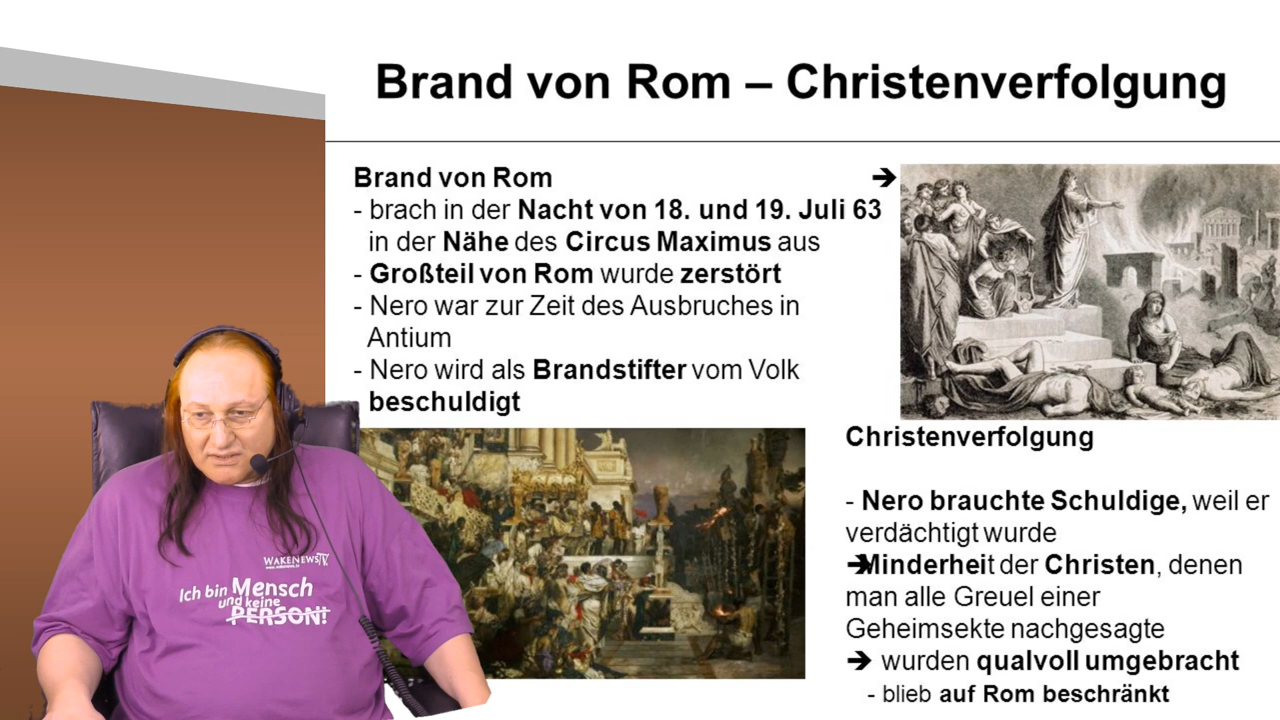 Brand von Rom – Christenverfolgung
Brand von Rom ➔
- brach in der Nacht von 18. und 19. Juli 63
in der Nähe des Circus Maximus aus
- Großteil von Rom wurde zerstört
- Nero war zur Zeit des Ausbruches in
Antium
- Nero wird als Brandstifter vom Volk
beschuldigt
Christenverfolgung
- Nero brauchte Schuldige, weil er
verdächtigt wurde
➔Minderheit der Christen, denen
man alle Greuel einer
Geheimsekte nachgesagte
➔ wurden qualvoll umgebracht
- blieb auf Rom beschränkt
WAKENEWSTV
Ich bin Mensch
und keine
PERSON!